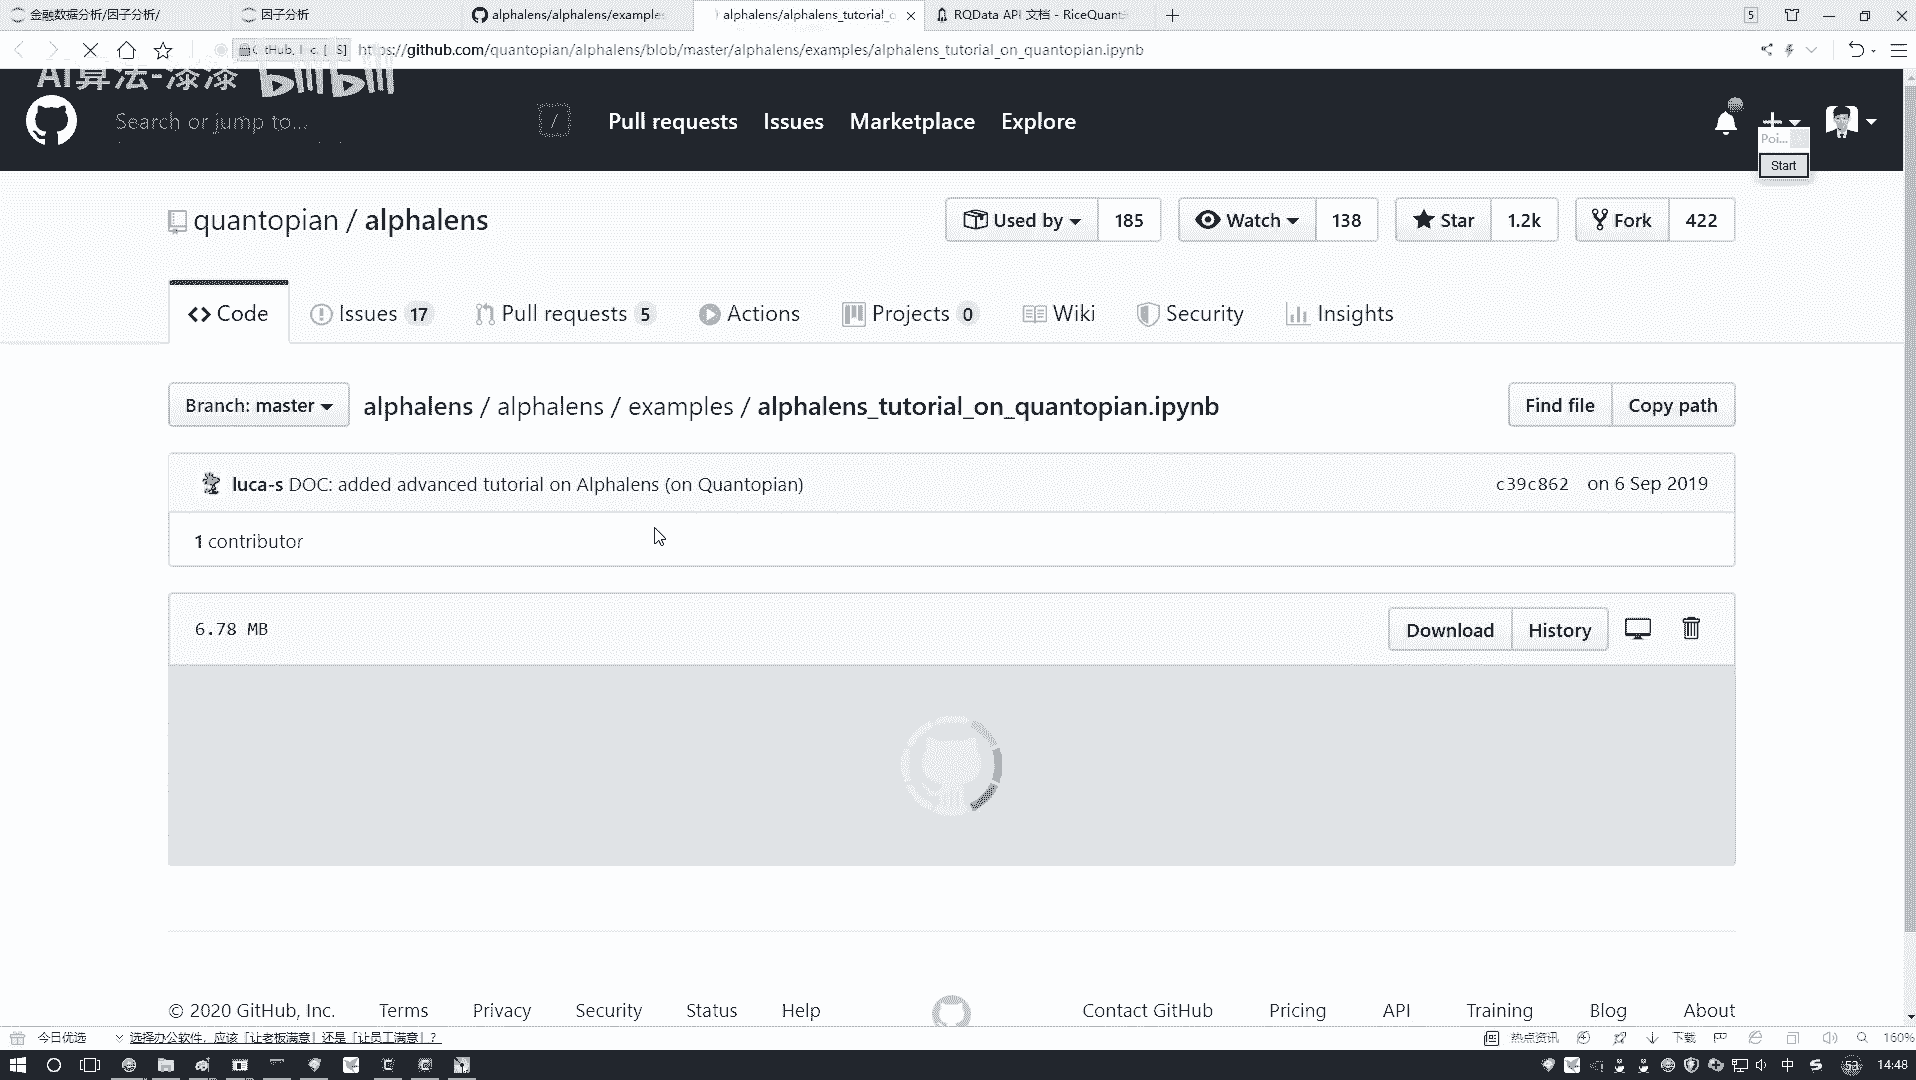 金融数据分析/因子分析/ 因子分析 alphalens/alphalens/examples alphalens/alphalens_tutorial_o RQData API 文档 - RiceQuant 5
https://github.com/quantopian/alphalens/blob/master/alphalens/examples/alphalens_tutorial_on_quantopian.ipynb
AI算法-漆漆 bilibili
Search or jump to... / Pull requests Issues Marketplace Explore
Poi...
Start
quantopian / alphalens Used by 185 Watch 138 Star 1.2k Fork 422
Code Issues 17 Pull requests 5 Actions Projects 0 Wiki Security Insights
Branch: master alphalens / alphalens / examples / alphalens_tutorial_on_quantopian.ipynb Find file Copy path
luca-s DOC: added advanced tutorial on Alphalens (on Quantopian) c39c862 on 6 Sep 2019
1 contributor
6.78 MB Download History
© 2020 GitHub, Inc. Terms Privacy Security Status Help Contact GitHub Pricing API Training Blog About
今日优选 选择办公软件，应该「让老板满意」还是「让员工满意」？ 热点资讯 下载 160%
中 53 14:48